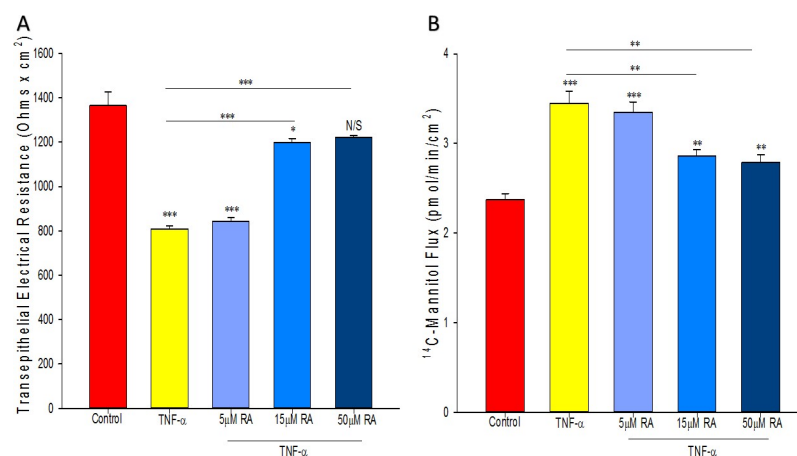 A
Transepithelial Electrical Resistance (Ohms x cm²)
1600
1400
1200
1000
800
600
400
200
0
***
***
***
***
*
N/S
Control
TNF-α
5μM RA
15μM RA
50μM RA
TNF-α
B
¹⁴C-Mannitol Flux (pmol/min/cm²)
4
3
2
1
0
**
**
***
***
**
**
Control
TNF-α
5μM RA
15μM RA
50μM RA
TNF-α